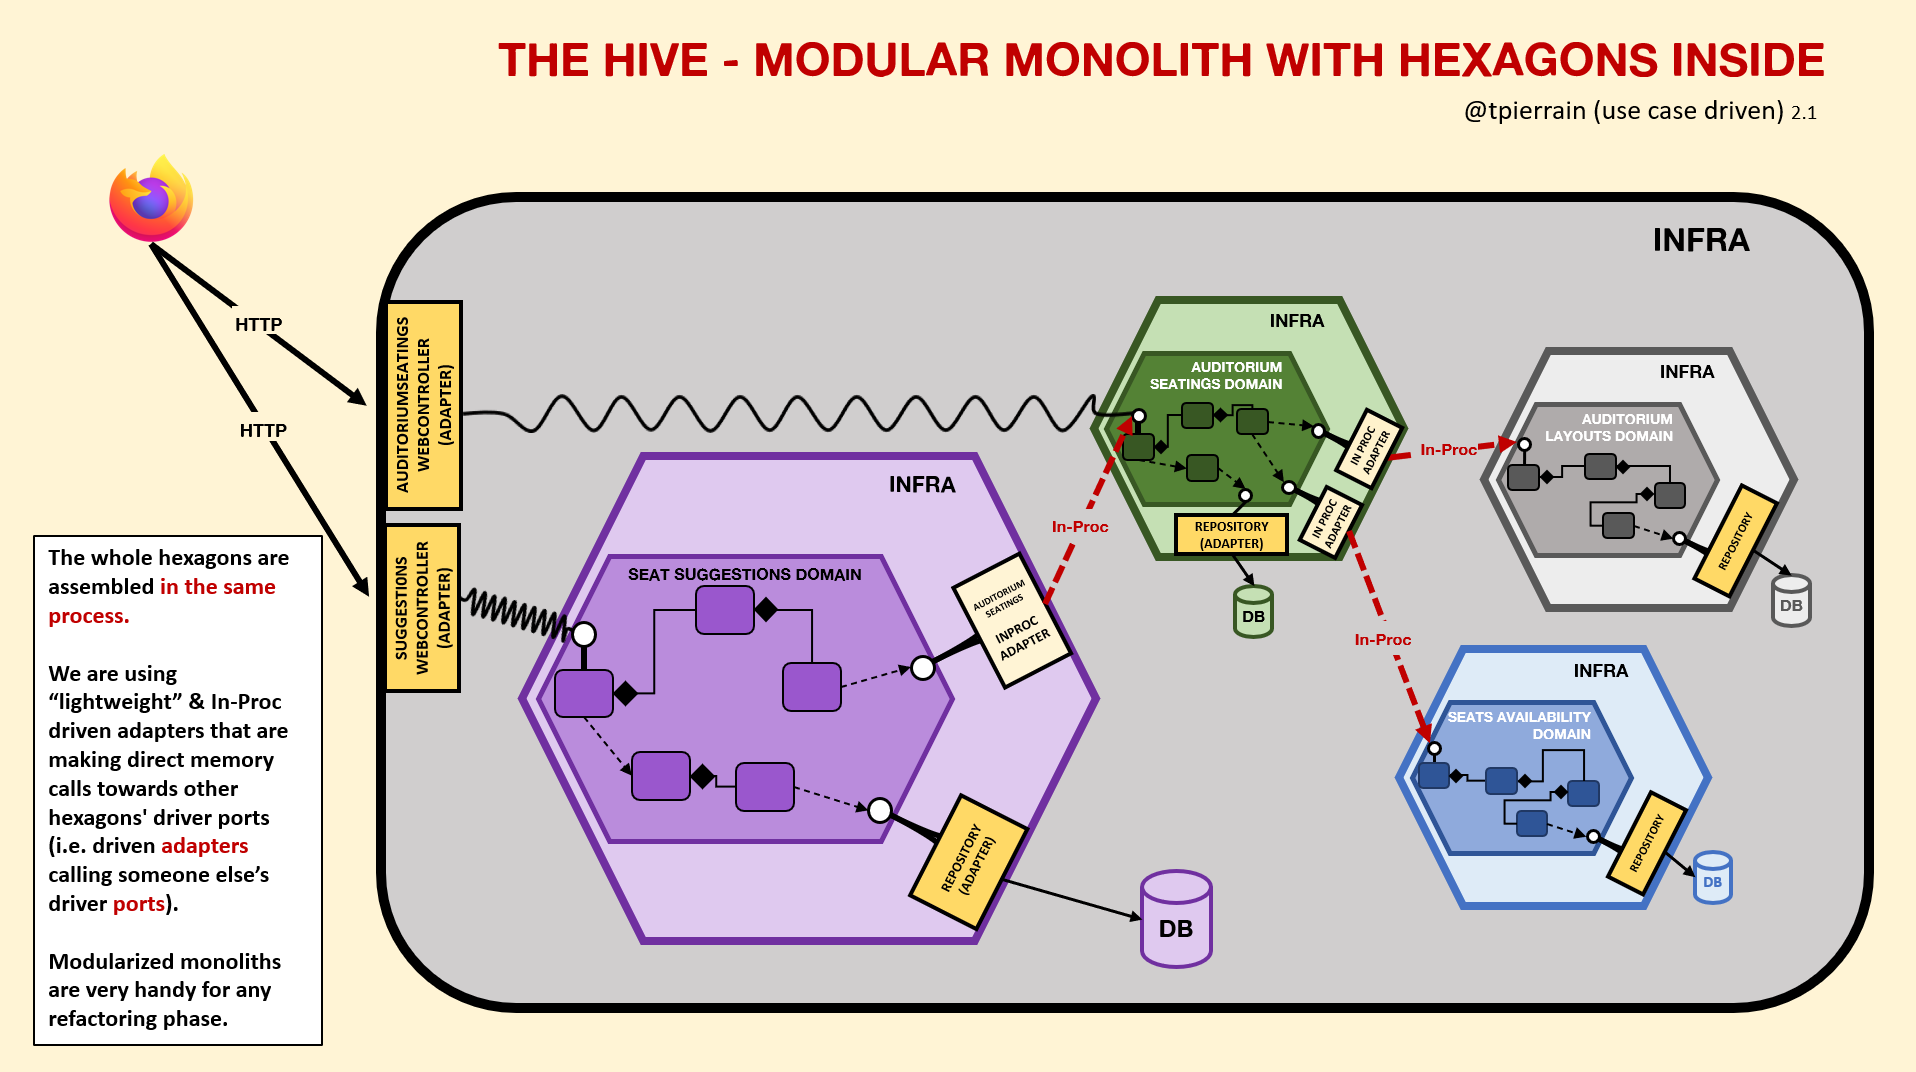 THE HIVE - MODULAR MONOLITH WITH HEXAGONS INSIDE
@tpierrain (use case driven) 2.1
INFRA
HTTP
HTTP
AUDITORIUMSEATINGS
WEBCONTROLLER
(ADAPTER)
SUGGESTIONS
WEBCONTROLLER
(ADAPTER)
The whole hexagons are
assembled in the same
process.
We are using
“lightweight” & In-Proc
driven adapters that are
making direct memory
calls towards other
hexagons' driver ports
(i.e. driven adapters
calling someone else’s
driver ports).
Modularized monoliths
are very handy for any
refactoring phase.
INFRA
SEAT SUGGESTIONS DOMAIN
AUDITORIUM
SEATINGS
INPROC
ADAPTER
REPOSITORY
(ADAPTER)
DB
In-Proc
INFRA
AUDITORIUM
SEATINGS DOMAIN
IN PROC
ADAPTER
IN PROC
ADAPTER
REPOSITORY
(ADAPTER)
DB
In-Proc
In-Proc
INFRA
AUDITORIUM
LAYOUTS DOMAIN
REPOSITORY
DB
INFRA
SEATS AVAILABILITY
DOMAIN
REPOSITORY
DB